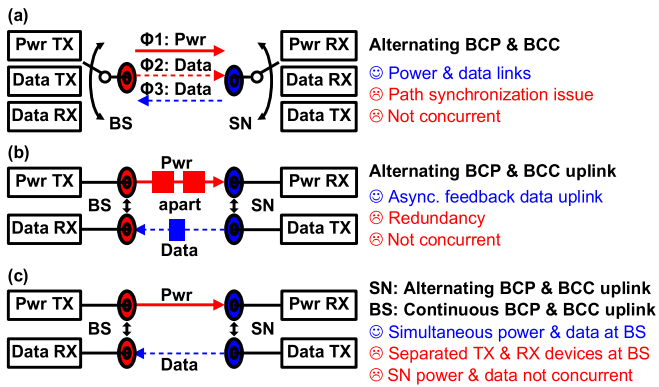 (a)
Pwr TX
Data TX
Data RX
BS
Φ1: Pwr
Φ2: Data
Φ3: Data
SN
Pwr RX
Data RX
Data TX
Alternating BCP & BCC
☺ Power & data links
☹ Path synchronization issue
☹ Not concurrent
(b)
Pwr TX
Data RX
BS
Pwr
apart
Data
SN
Pwr RX
Data TX
Alternating BCP & BCC uplink
☺ Async. feedback data uplink
☹ Redundancy
☹ Not concurrent
(c)
Pwr TX
Data RX
BS
Pwr
Data
SN
Pwr RX
Data TX
SN: Alternating BCP & BCC uplink
BS: Continuous BCP & BCC uplink
☺ Simultaneous power & data at BS
☹ Separated TX & RX devices at BS
☹ SN power & data not concurrent